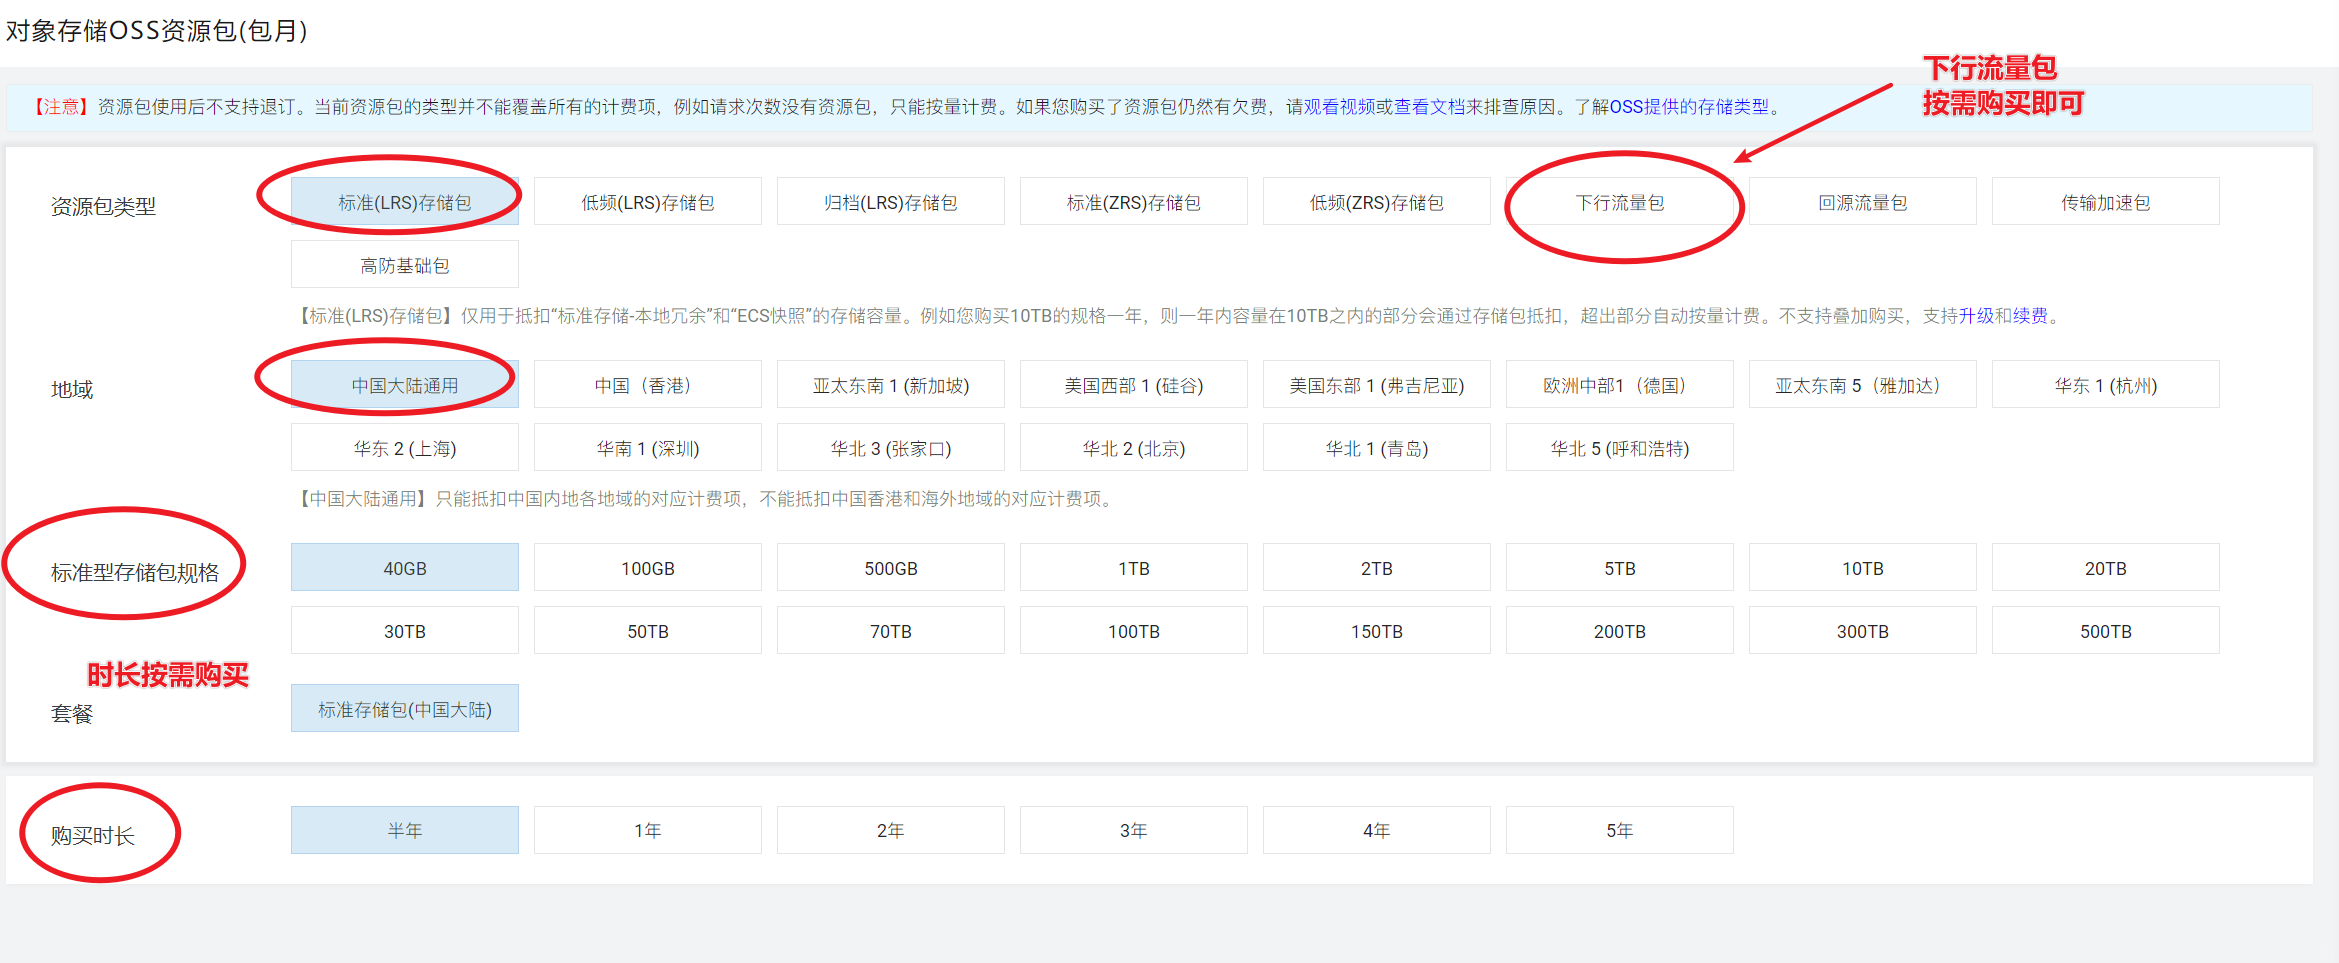 对象存储OSS资源包(包月)
下行流量包
按需购买即可
【注意】资源包使用后不支持退订。当前资源包的类型并不能覆盖所有的计费项，例如请求次数没有资源包，只能按量计费。如果您购买了资源包仍然有欠费，请观看视频或查看文档来排查原因。了解OSS提供的存储类型。
资源包类型 标准(LRS)存储包 低频(LRS)存储包 归档(LRS)存储包 标准(ZRS)存储包 低频(ZRS)存储包 下行流量包 回源流量包 传输加速包
高防基础包
【标准(LRS)存储包】仅用于抵扣“标准存储-本地冗余”和“ECS快照”的存储容量。例如您购买10TB的规格一年，则一年内容量在10TB之内的部分会通过存储包抵扣，超出部分自动按量计费。不支持叠加购买，支持升级和续费。
地域 中国大陆通用 中国（香港） 亚太东南 1 (新加坡) 美国西部 1 (硅谷) 美国东部 1 (弗吉尼亚) 欧洲中部1（德国） 亚太东南 5（雅加达） 华东 1 (杭州)
华东 2 (上海) 华南 1 (深圳) 华北 3 (张家口) 华北 2 (北京) 华北 1 (青岛) 华北 5 (呼和浩特)
【中国大陆通用】只能抵扣中国内地各地域的对应计费项，不能抵扣中国香港和海外地域的对应计费项。
标准型存储包规格 40GB 100GB 500GB 1TB 2TB 5TB 10TB 20TB
30TB 50TB 70TB 100TB 150TB 200TB 300TB 500TB
时长按需购买
套餐 标准存储包(中国大陆)
购买时长 半年 1年 2年 3年 4年 5年